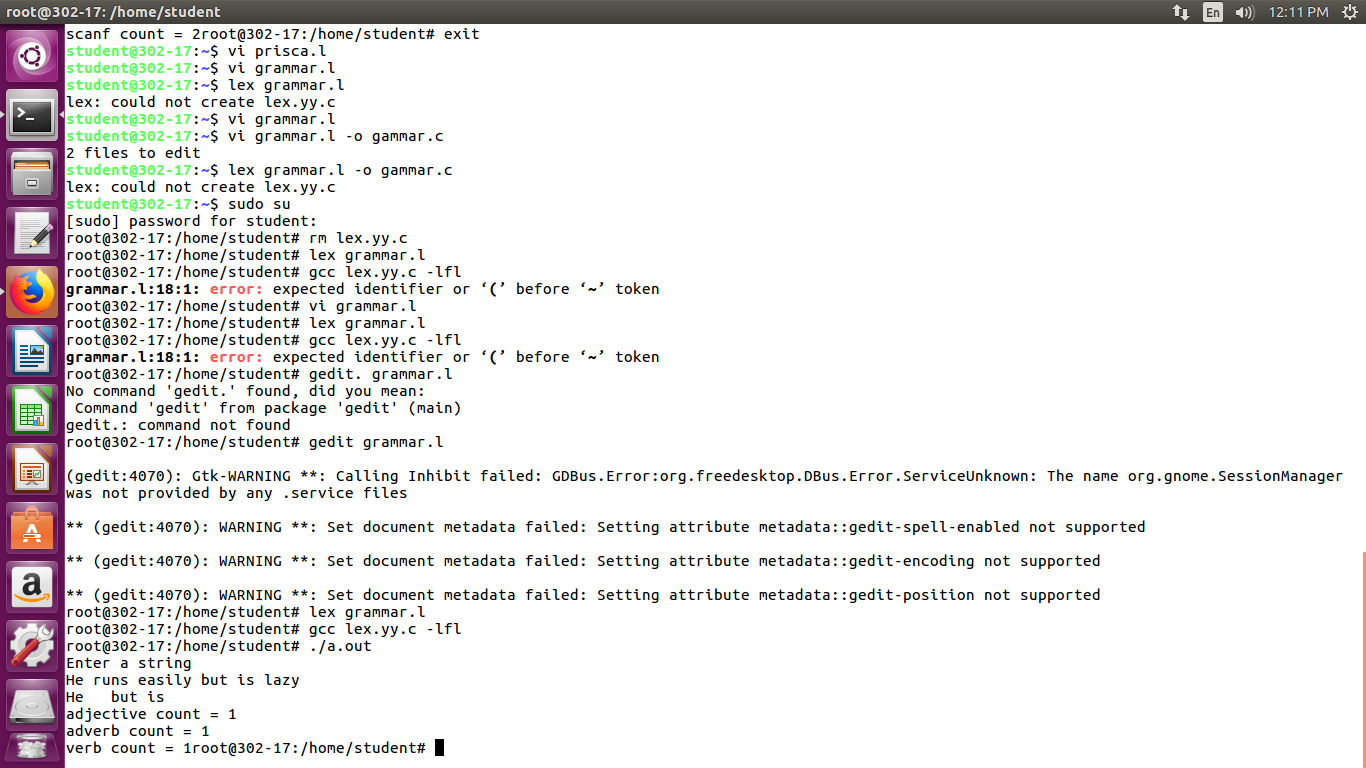 root@302-17: /home/student
En
12:11 PM
scanf count = 2root@302-17:/home/student# exit
student@302-17:~$ vi prisca.l
student@302-17:~$ vi grammar.l
student@302-17:~$ lex grammar.l
lex: could not create lex.yy.c
student@302-17:~$ vi grammar.l
student@302-17:~$ vi grammar.l -o gammar.c
2 files to edit
student@302-17:~$ lex grammar.l -o gammar.c
lex: could not create lex.yy.c
student@302-17:~$ sudo su
[sudo] password for student:
root@302-17:/home/student# rm lex.yy.c
root@302-17:/home/student# lex grammar.l
root@302-17:/home/student# gcc lex.yy.c -lfl
grammar.l:18:1: error: expected identifier or ‘(’ before ‘~’ token
root@302-17:/home/student# vi grammar.l
root@302-17:/home/student# lex grammar.l
root@302-17:/home/student# gcc lex.yy.c -lfl
grammar.l:18:1: error: expected identifier or ‘(’ before ‘~’ token
root@302-17:/home/student# gedit. grammar.l
No command 'gedit.' found, did you mean:
 Command 'gedit' from package 'gedit' (main)
gedit.: command not found
root@302-17:/home/student# gedit grammar.l
(gedit:4070): Gtk-WARNING **: Calling Inhibit failed: GDBus.Error:org.freedesktop.DBus.Error.ServiceUnknown: The name org.gnome.SessionManager
was not provided by any .service files
** (gedit:4070): WARNING **: Set document metadata failed: Setting attribute metadata::gedit-spell-enabled not supported
** (gedit:4070): WARNING **: Set document metadata failed: Setting attribute metadata::gedit-encoding not supported
** (gedit:4070): WARNING **: Set document metadata failed: Setting attribute metadata::gedit-position not supported
root@302-17:/home/student# lex grammar.l
root@302-17:/home/student# gcc lex.yy.c -lfl
root@302-17:/home/student# ./a.out
Enter a string
He runs easily but is lazy
He   but is
adjective count = 1
adverb count = 1
verb count = 1root@302-17:/home/student#